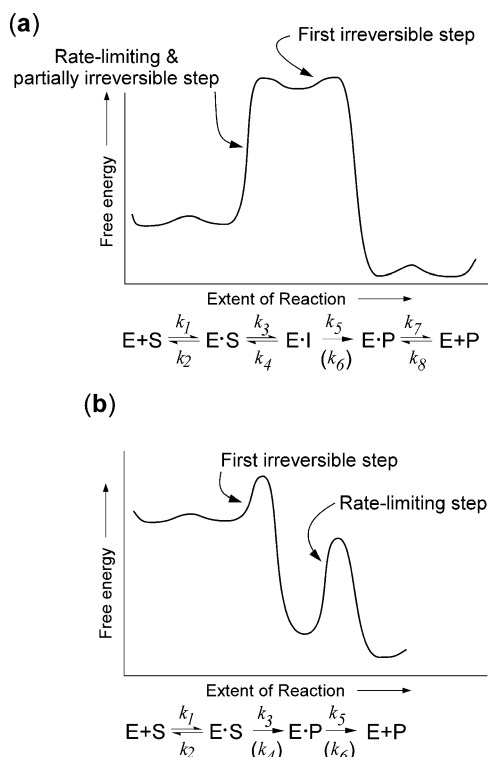 (a)
First irreversible step
Rate-limiting &
partially irreversible step
Free energy
Extent of Reaction
k1 k3 k5 k7
E+S E·S E·I E·P E+P
k2 k4 (k6) k8
(b)
First irreversible step
Rate-limiting step
Free energy
Extent of Reaction
k1 k3 k5
E+S E·S E·P E+P
k2 (k4) (k6)